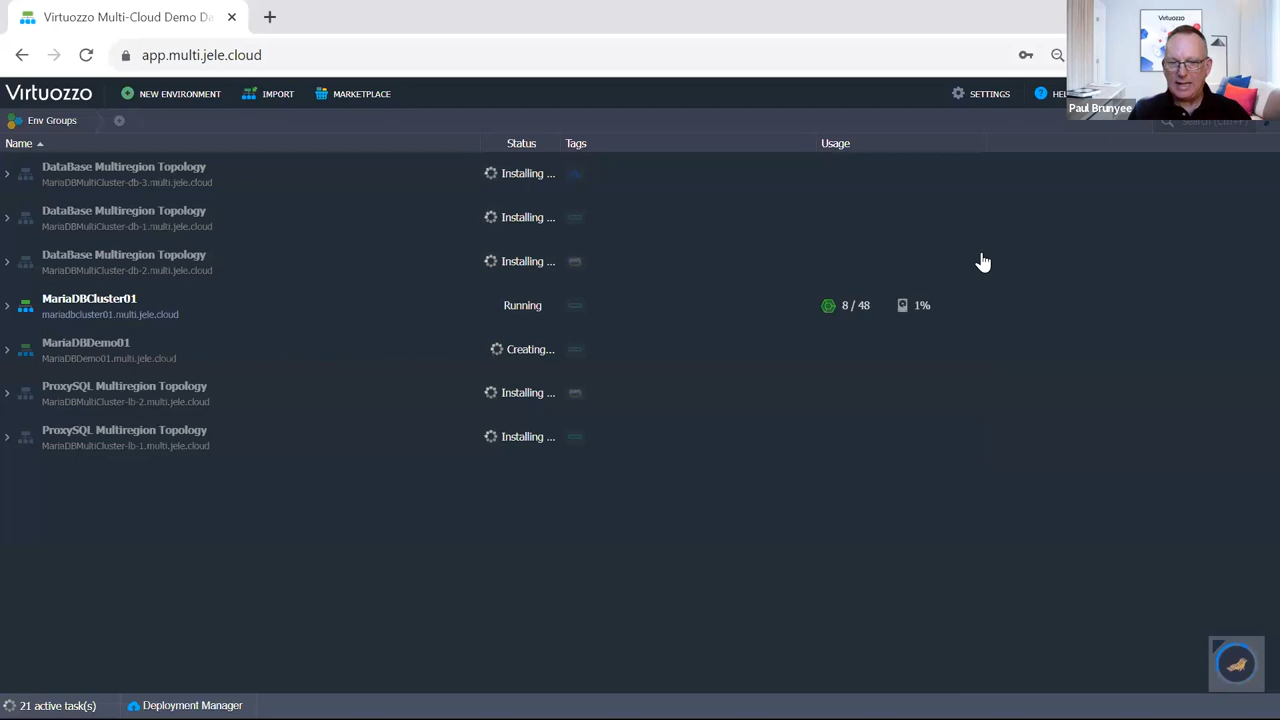 Virtuozzo Multi-Cloud Demo Da
app.multi.jele.cloud
Virtuozzo
Paul Brunyee
Virtuozzo
NEW ENVIRONMENT
IMPORT
MARKETPLACE
SETTINGS
HEL
Env Groups
Search (Ctrl+F)
Name
Status
Tags
Usage
DataBase Multiregion Topology
MariaDBMultiCluster-db-3.multi.jele.cloud
Installing ...
DataBase Multiregion Topology
MariaDBMultiCluster-db-1.multi.jele.cloud
Installing ...
DataBase Multiregion Topology
MariaDBMultiCluster-db-2.multi.jele.cloud
Installing ...
MariaDBCluster01
mariadbcluster01.multi.jele.cloud
Running
8 / 48
1%
MariaDBDemo01
MariaDBDemo01.multi.jele.cloud
Creating...
ProxySQL Multiregion Topology
MariaDBMultiCluster-lb-2.multi.jele.cloud
Installing ...
ProxySQL Multiregion Topology
MariaDBMultiCluster-lb-1.multi.jele.cloud
Installing ...
21 active task(s)
Deployment Manager